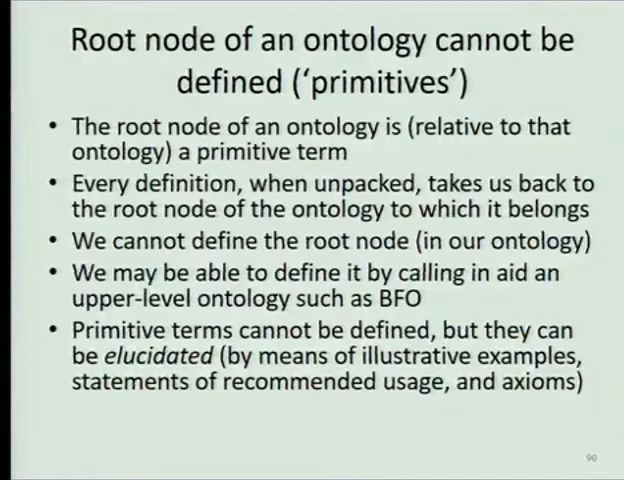 Root node of an ontology cannot be
defined (‘primitives’)
• The root node of an ontology is (relative to that
ontology) a primitive term
• Every definition, when unpacked, takes us back to
the root node of the ontology to which it belongs
• We cannot define the root node (in our ontology)
• We may be able to define it by calling in aid an
upper-level ontology such as BFO
• Primitive terms cannot be defined, but they can
be elucidated (by means of illustrative examples,
statements of recommended usage, and axioms)
90